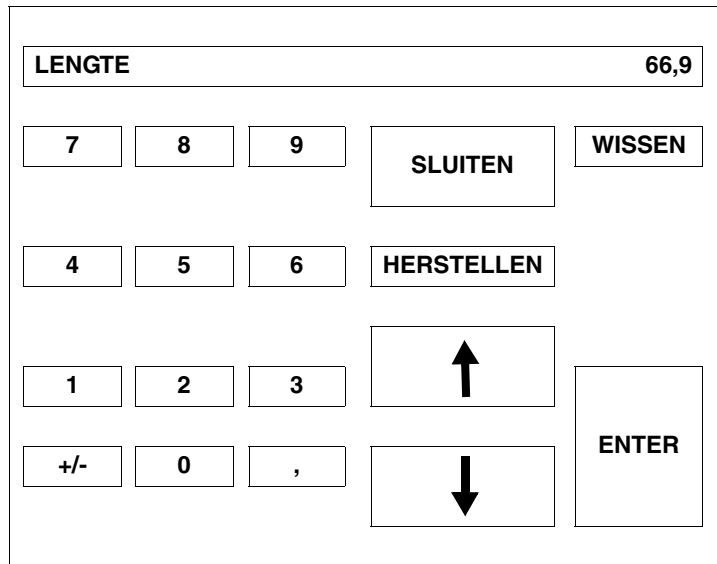 LENGTE 66,9
7 8 9 SLUITEN WISSEN
4 5 6 HERSTELLEN
1 2 3
+/- 0 , ENTER